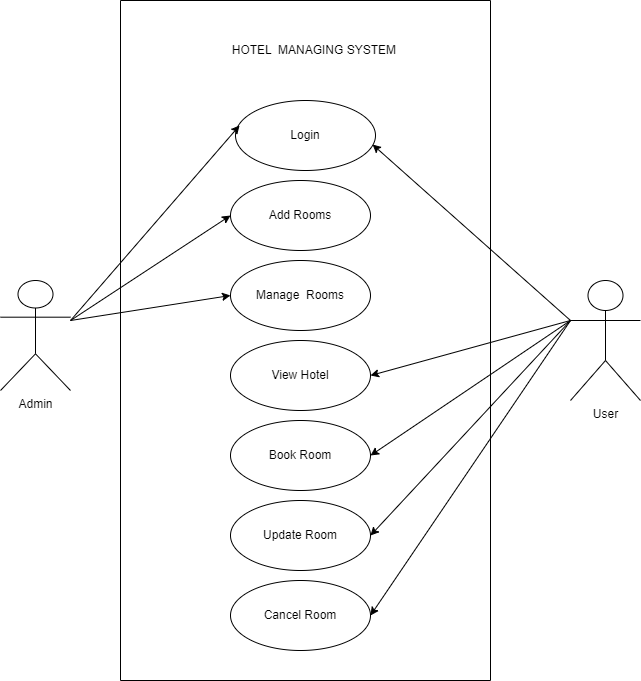 HOTEL  MANAGING SYSTEM
Login
Add Rooms
Manage  Rooms
View Hotel
Admin
User
Book Room
Update Room
Cancel Room